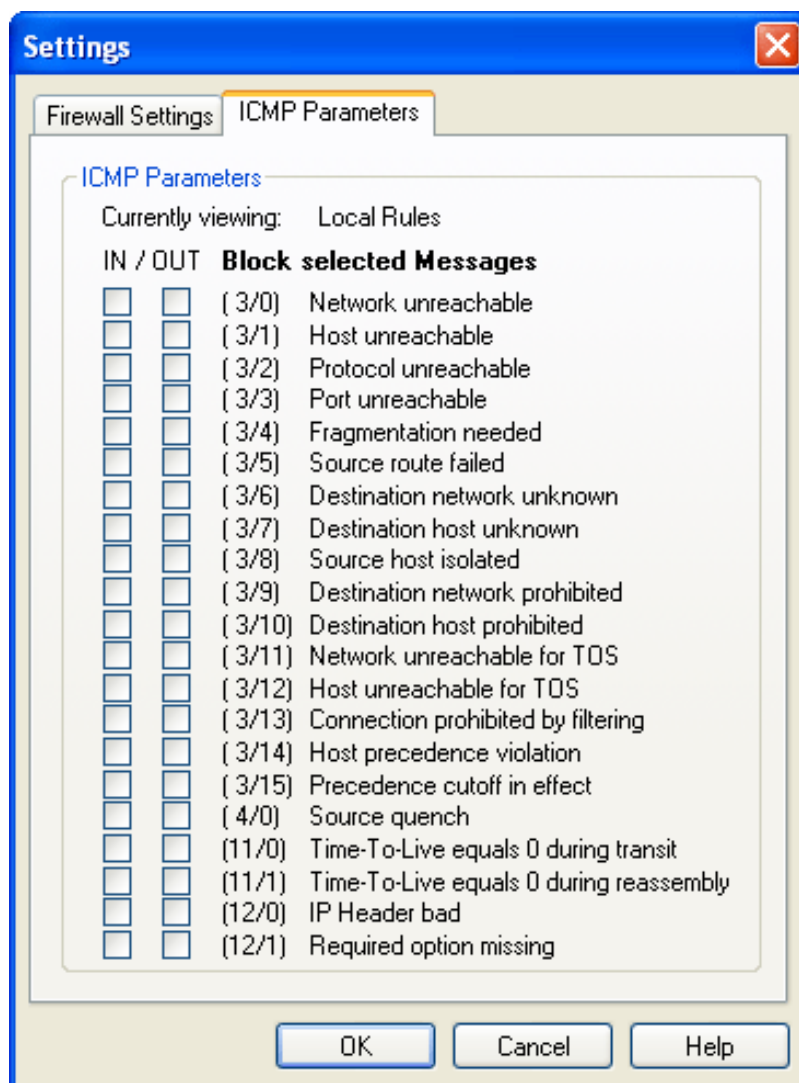 Settings
Firewall Settings ICMP Parameters
ICMP Parameters
Currently viewing: Local Rules
IN / OUT Block selected Messages
( 3/0) Network unreachable
( 3/1) Host unreachable
( 3/2) Protocol unreachable
( 3/3) Port unreachable
( 3/4) Fragmentation needed
( 3/5) Source route failed
( 3/6) Destination network unknown
( 3/7) Destination host unknown
( 3/8) Source host isolated
( 3/9) Destination network prohibited
( 3/10) Destination host prohibited
( 3/11) Network unreachable for TOS
( 3/12) Host unreachable for TOS
( 3/13) Connection prohibited by filtering
( 3/14) Host precedence violation
( 3/15) Precedence cutoff in effect
( 4/0) Source quench
(11/0) Time-To-Live equals 0 during transit
(11/1) Time-To-Live equals 0 during reassembly
(12/0) IP Header bad
(12/1) Required option missing
OK Cancel Help